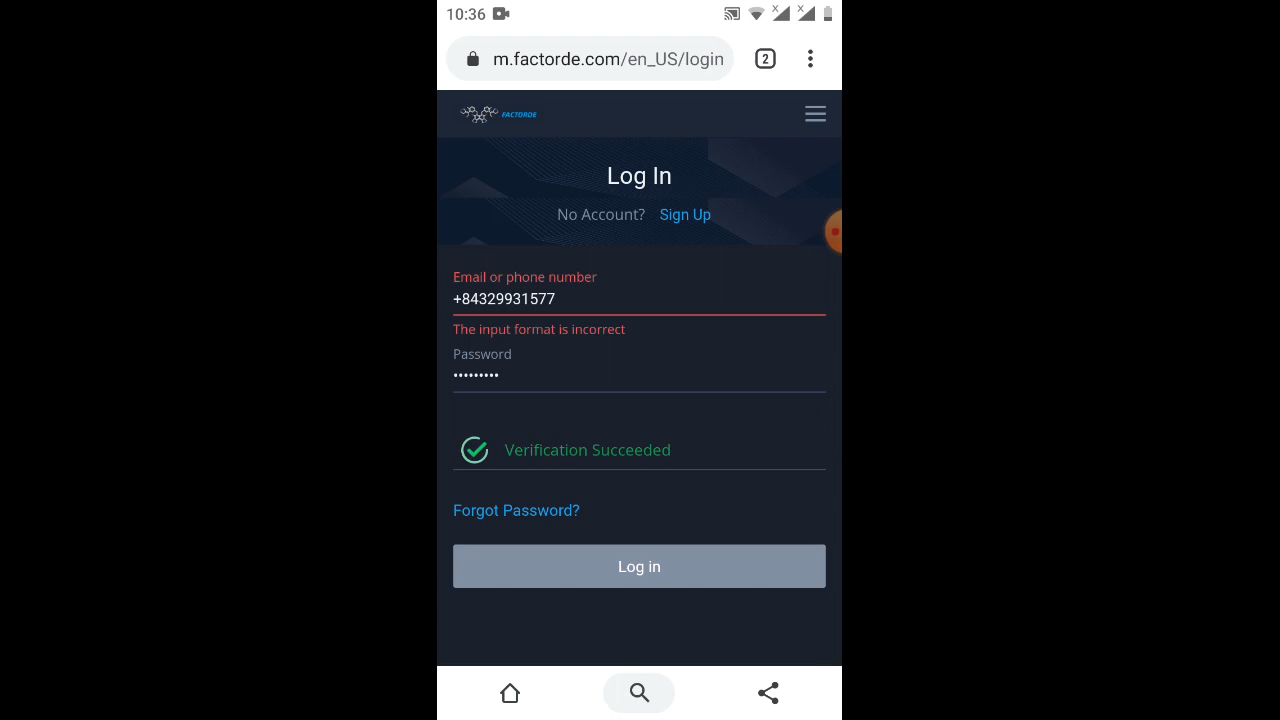 10:36
m.factorde.com/en_US/login
2
FACTORDE
Log In
No Account? Sign Up
Email or phone number
+84329931577
The input format is incorrect
Password
•••••••••
Verification Succeeded
Forgot Password?
Log in